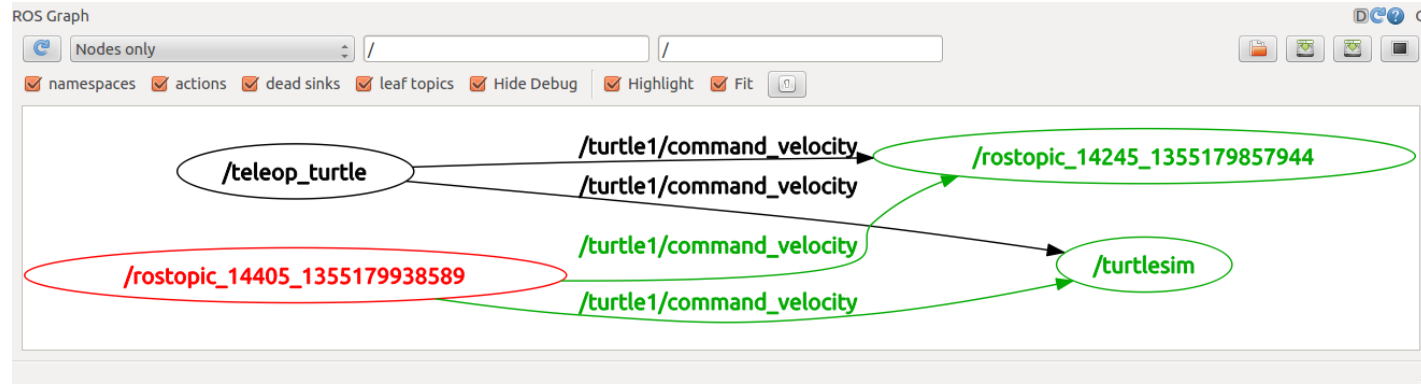 ROS Graph
D C ? O
Nodes only / /
namespaces actions dead sinks leaf topics Hide Debug Highlight Fit
/turtle1/command_velocity
/rostopic_14245_1355179857944
/teleop_turtle
/turtle1/command_velocity
/turtle1/command_velocity
/turtlesim
/rostopic_14405_1355179938589
/turtle1/command_velocity